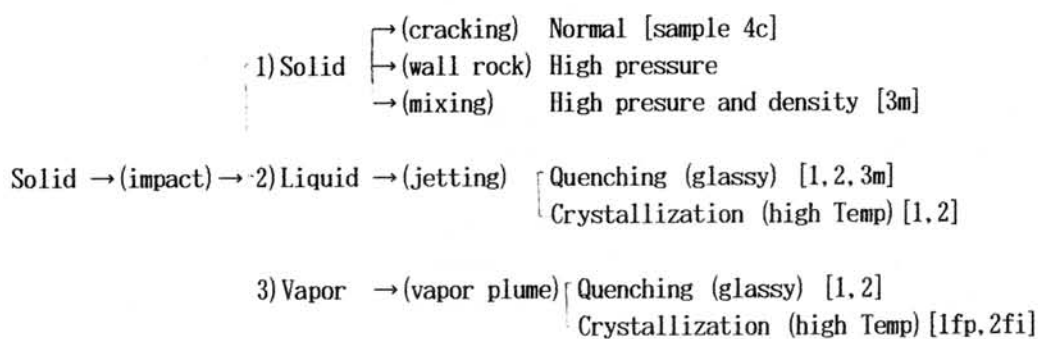 →(cracking) Normal [sample 4c]
1)Solid →(wall rock) High pressure
→(mixing) High presure and density [3m]
Solid →(impact)→ 2)Liquid →(jetting) Quenching (glassy) [1,2,3m]
Crystallization (high Temp)[1,2]
3)Vapor →(vapor plume) Quenching (glassy) [1,2]
Crystallization (high Temp)[1fp,2fi]